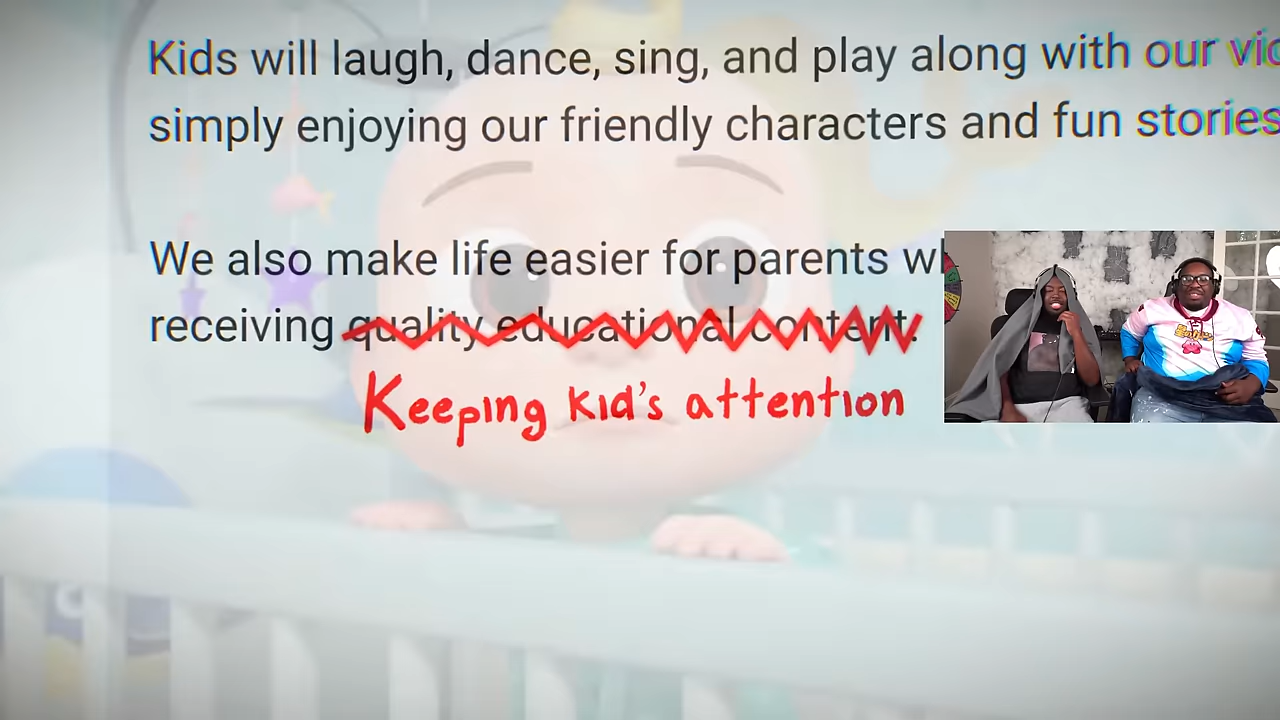 Kids will laugh, dance, sing, and play along with our
simply enjoying our friendly characters and fun stories
We also make life easier for parents
receiving quality educational content.
Keeping kid's attention